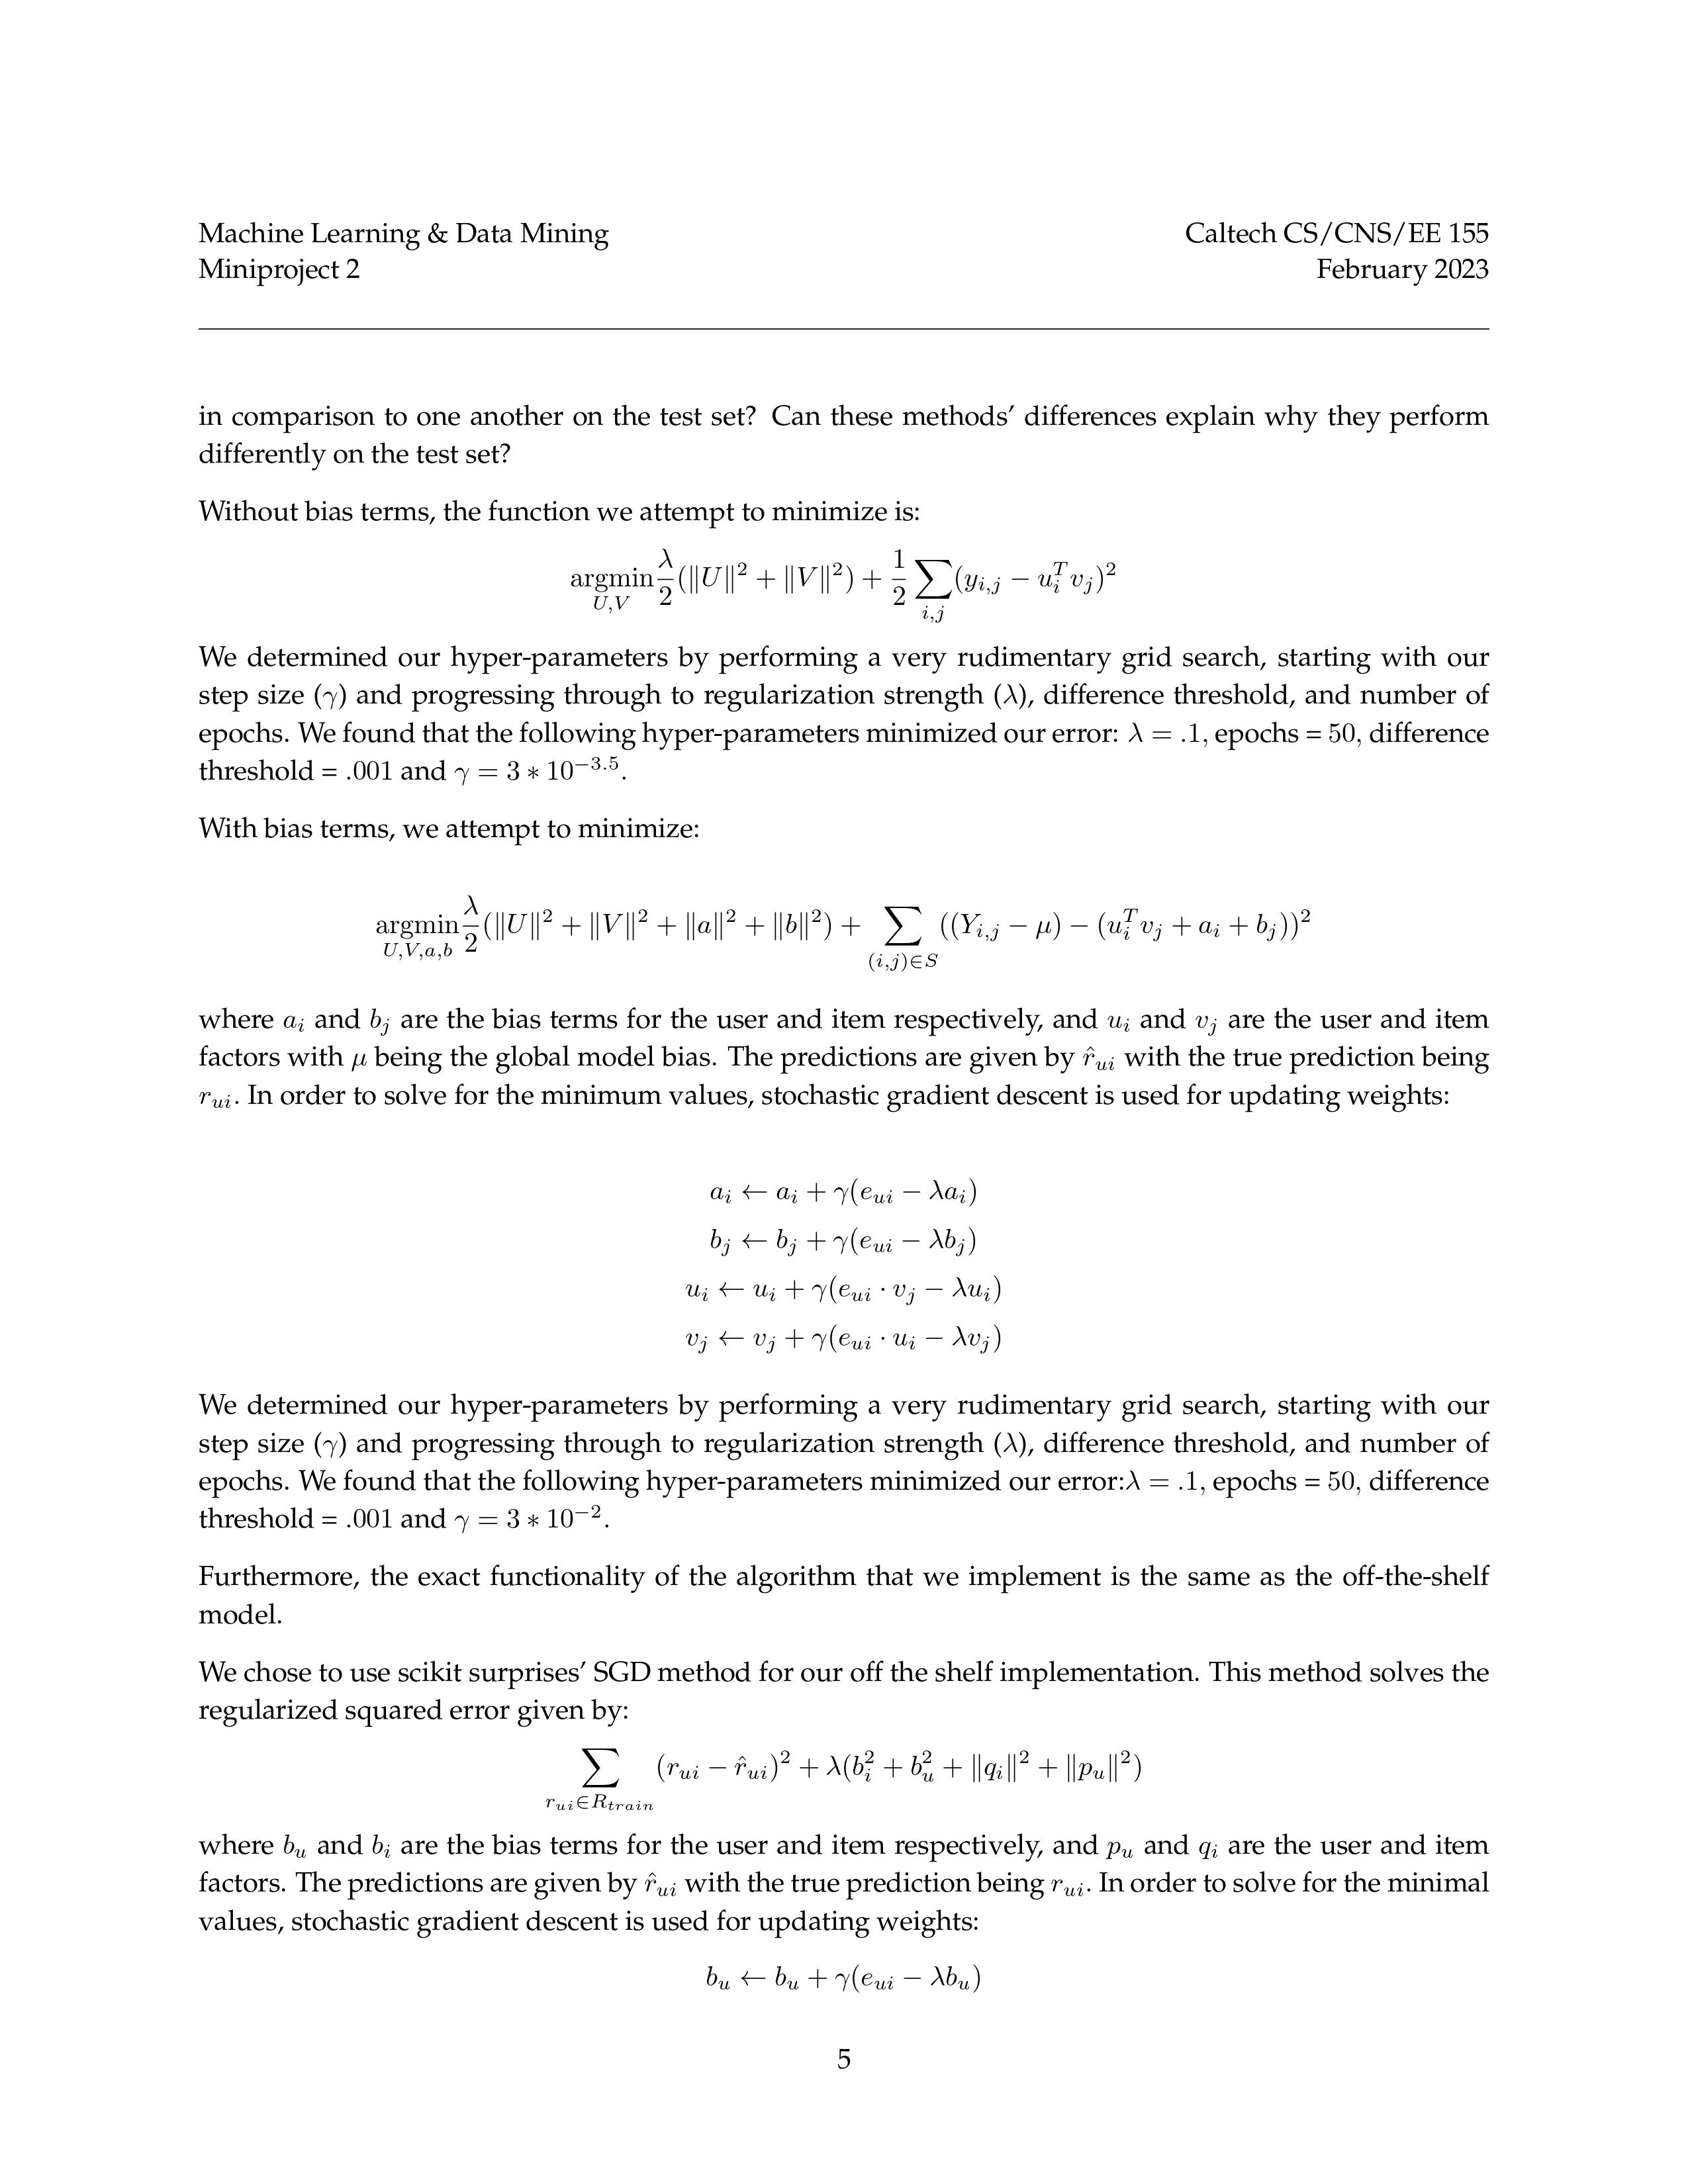 Machine Learning & Data Mining
Caltech CS/CNS/EE 155
Miniproject 2
February 2023
in comparison to one another on the test set? Can these methods' differences explain why they perform
differently on the test set?
Without bias terms, the function we attempt to minimize is:
$$\underset{U,V}{\operatorname{argmin}} \frac{\lambda}{2}(\|U\|^2 + \|V\|^2) + \frac{1}{2}\sum_{i,j}(y_{i,j} - u_i^T v_j)^2$$
We determined our hyper-parameters by performing a very rudimentary grid search, starting with our
step size (γ) and progressing through to regularization strength (λ), difference threshold, and number of
epochs. We found that the following hyper-parameters minimized our error: $\lambda = .1$, epochs = 50, difference
threshold = .001 and $\gamma = 3 * 10^{-3.5}$.
With bias terms, we attempt to minimize:
$$\underset{U,V,a,b}{\operatorname{argmin}} \frac{\lambda}{2}(\|U\|^2 + \|V\|^2 + \|a\|^2 + \|b\|^2) + \sum_{(i,j)\in S}((Y_{i,j} - \mu) - (u_i^T v_j + a_i + b_j))^2$$
where $a_i$ and $b_j$ are the bias terms for the user and item respectively, and $u_i$ and $v_j$ are the user and item
factors with $\mu$ being the global model bias. The predictions are given by $\hat{r}_{ui}$ with the true prediction being
$r_{ui}$. In order to solve for the minimum values, stochastic gradient descent is used for updating weights:
$$a_i \leftarrow a_i + \gamma(e_{ui} - \lambda a_i)$$
$$b_j \leftarrow b_j + \gamma(e_{ui} - \lambda b_j)$$
$$u_i \leftarrow u_i + \gamma(e_{ui} \cdot v_j - \lambda u_i)$$
$$v_j \leftarrow v_j + \gamma(e_{ui} \cdot u_i - \lambda v_j)$$
We determined our hyper-parameters by performing a very rudimentary grid search, starting with our
step size (γ) and progressing through to regularization strength (λ), difference threshold, and number of
epochs. We found that the following hyper-parameters minimized our error:$\lambda = .1$, epochs = 50, difference
threshold = .001 and $\gamma = 3 * 10^{-2}$.
Furthermore, the exact functionality of the algorithm that we implement is the same as the off-the-shelf
model.
We chose to use scikit surprises' SGD method for our off the shelf implementation. This method solves the
regularized squared error given by:
$$\sum_{r_{ui}\in R_{train}}(r_{ui} - \hat{r}_{ui})^2 + \lambda(b_i^2 + b_u^2 + \|q_i\|^2 + \|p_u\|^2)$$
where $b_u$ and $b_i$ are the bias terms for the user and item respectively, and $p_u$ and $q_i$ are the user and item
factors. The predictions are given by $\hat{r}_{ui}$ with the true prediction being $r_{ui}$. In order to solve for the minimal
values, stochastic gradient descent is used for updating weights:
$$b_u \leftarrow b_u + \gamma(e_{ui} - \lambda b_u)$$
5